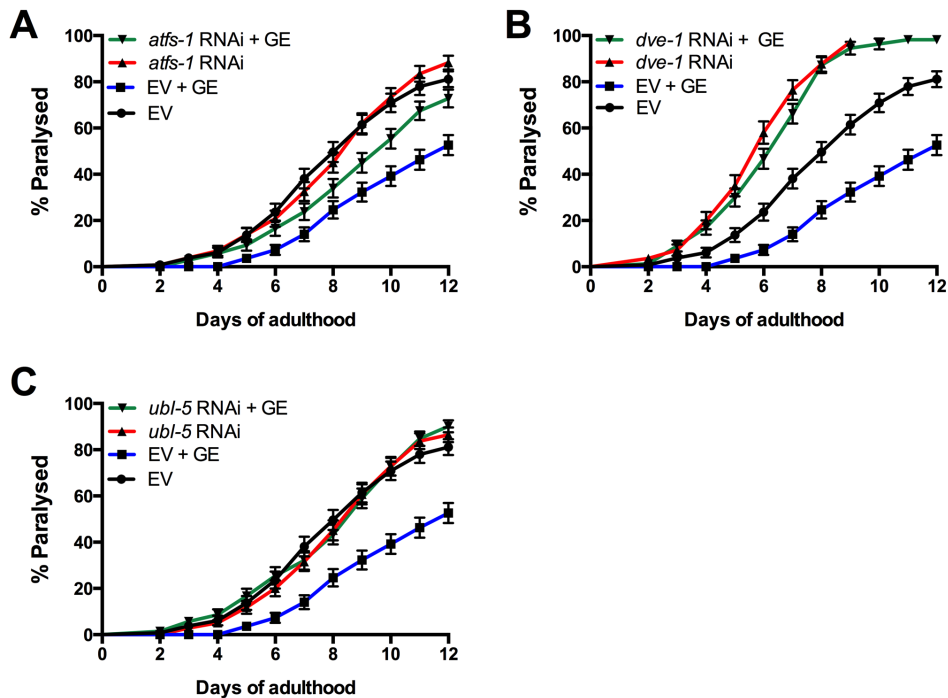 A
atfs-1 RNAi + GE
atfs-1 RNAi
EV + GE
EV
% Paralysed
100
80
60
40
20
0
0 2 4 6 8 10 12
Days of adulthood
B
dve-1 RNAi + GE
dve-1 RNAi
EV + GE
EV
% Paralysed
100
80
60
40
20
0
0 2 4 6 8 10 12
Days of adulthood
C
ubl-5 RNAi + GE
ubl-5 RNAi
EV + GE
EV
% Paralysed
100
80
60
40
20
0
0 2 4 6 8 10 12
Days of adulthood